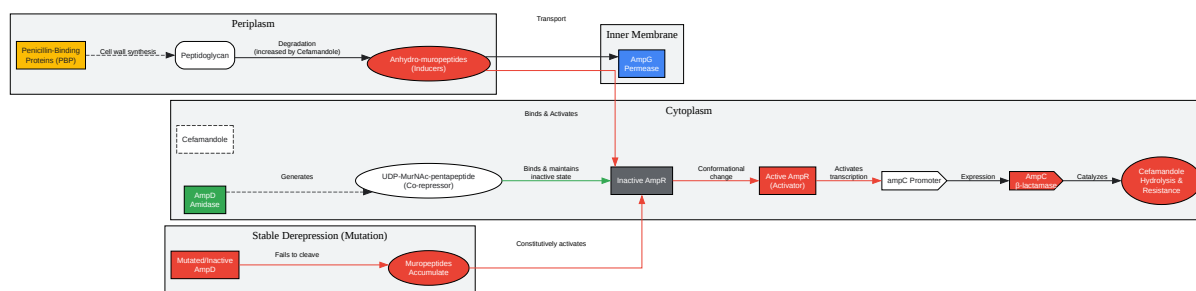 Periplasm
Transport
Penicillin-Binding
Proteins (PBP)
Cell wall synthesis
Peptidoglycan
Degradation
(increased by Cefamandole)
Anhydro-muropeptides
(Inducers)
Inner Membrane
AmpG
Permease
Cytoplasm
Binds & Activates
Cefamandole
AmpD
Amidase
Generates
UDP-MurNAc-pentapeptide
(Co-repressor)
Binds & maintains
inactive state
Inactive AmpR
Conformational
change
Active AmpR
(Activator)
Activates
transcription
ampC Promoter
Expression
AmpC
β-lactamase
Catalyzes
Cefamandole
Hydrolysis &
Resistance
Stable Derepression (Mutation)
Mutated/Inactive
AmpD
Fails to cleave
Muropeptides
Accumulate
Constitutively activates